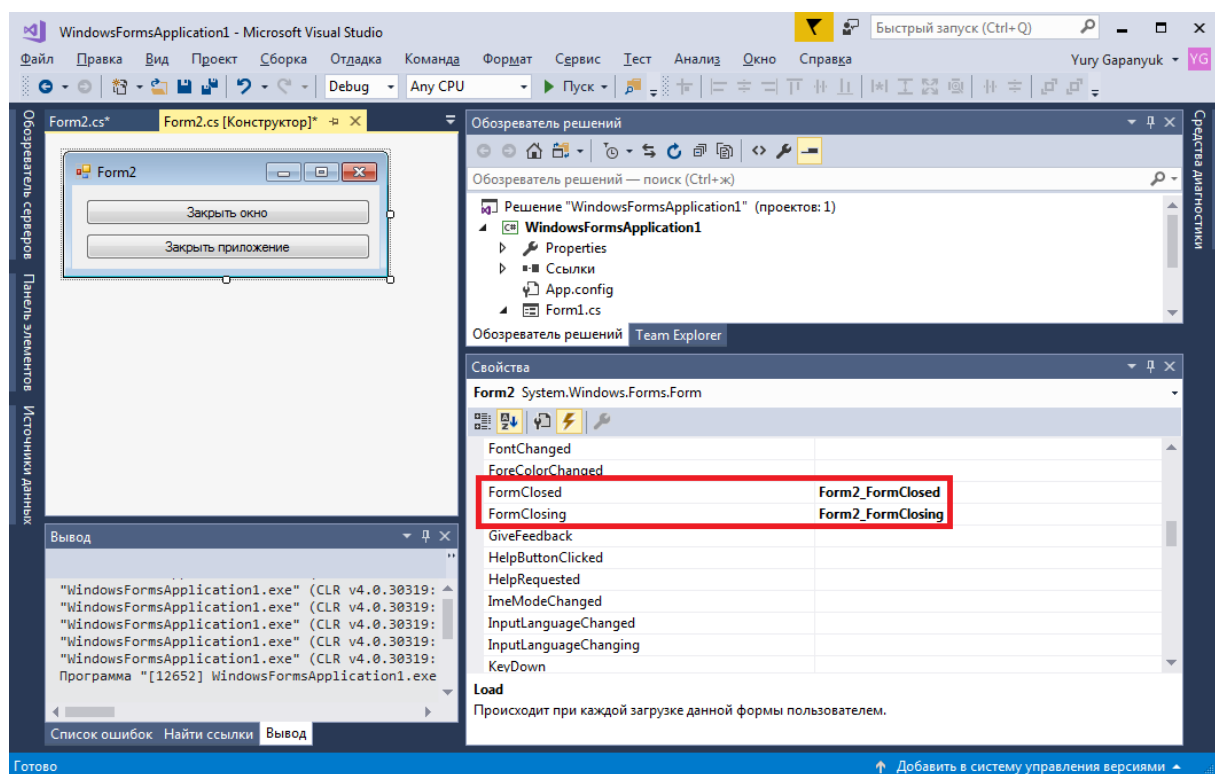 WindowsFormsApplication1 - Microsoft Visual Studio
Быстрый запуск (Ctrl+Q)
Файл Правка Вид Проект Сборка Отладка Команда Формат Сервис Тест Анализ Окно Справка
Yury Gapanyuk YG
Debug Any CPU Пуск
Обозреватель серверов
Панель элементов
Источники данных
Form2.cs* Form2.cs [Конструктор]*
Form2
Закрыть окно
Закрыть приложение
Обозреватель решений
Обозреватель решений — поиск (Ctrl+ж)
Решение "WindowsFormsApplication1" (проектов: 1)
C# WindowsFormsApplication1
Properties
Ссылки
App.config
Form1.cs
Обозреватель решений Team Explorer
Средства диагностики
Свойства
Form2 System.Windows.Forms.Form
FontChanged
ForeColorChanged
FormClosed Form2_FormClosed
FormClosing Form2_FormClosing
GiveFeedback
HelpButtonClicked
HelpRequested
ImeModeChanged
InputLanguageChanged
InputLanguageChanging
KeyDown
Load
Происходит при каждой загрузке данной формы пользователем.
Вывод
"WindowsFormsApplication1.exe" (CLR v4.0.30319:
"WindowsFormsApplication1.exe" (CLR v4.0.30319:
"WindowsFormsApplication1.exe" (CLR v4.0.30319:
"WindowsFormsApplication1.exe" (CLR v4.0.30319:
"WindowsFormsApplication1.exe" (CLR v4.0.30319:
Программа "[12652] WindowsFormsApplication1.exe
Список ошибок Найти ссылки Вывод
Готово
Добавить в систему управления версиями